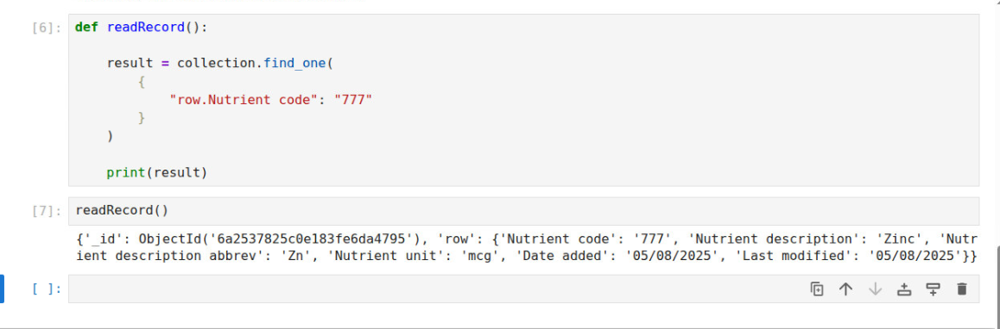 [6]: def readRecord():
result = collection.find_one(
{
"row.Nutrient code": "777"
}
)
print(result)
[7]: readRecord()
{'_id': ObjectId('6a2537825c0e183fe6da4795'), 'row': {'Nutrient code': '777', 'Nutrient description': 'Zinc', 'Nutr
ient description abbrev': 'Zn', 'Nutrient unit': 'mcg', 'Date added': '05/08/2025', 'Last modified': '05/08/2025'}}
[ ]: